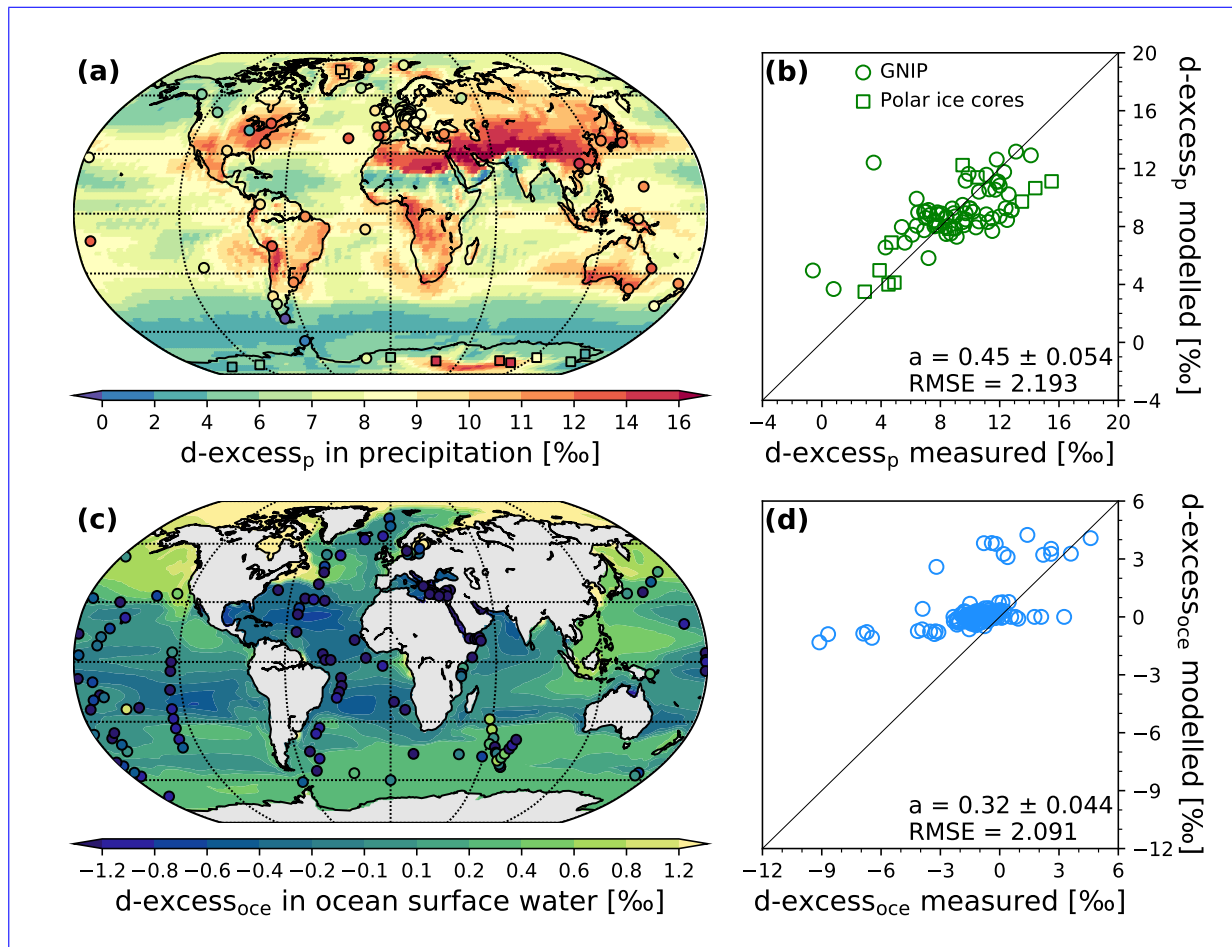 (a)
0 2 4 6 7 8 9 10 11 12 14 16
d-excessp in precipitation [‰]
(b)
GNIP
Polar ice cores
a = 0.45 ± 0.054
RMSE = 2.193
20
16
12
8
4
0
−4
d-excessp modelled [‰]
−4 0 4 8 12 16 20
d-excessp measured [‰]
(c)
−1.2 −0.8 −0.6 −0.4 −0.2 −0.1 0.1 0.2 0.4 0.6 0.8 1.2
d-excessoce in ocean surface water [‰]
(d)
a = 0.32 ± 0.044
RMSE = 2.091
6
3
0
−3
−6
−9
−12
d-excessoce modelled [‰]
−12 −9 −6 −3 0 3 6
d-excessoce measured [‰]